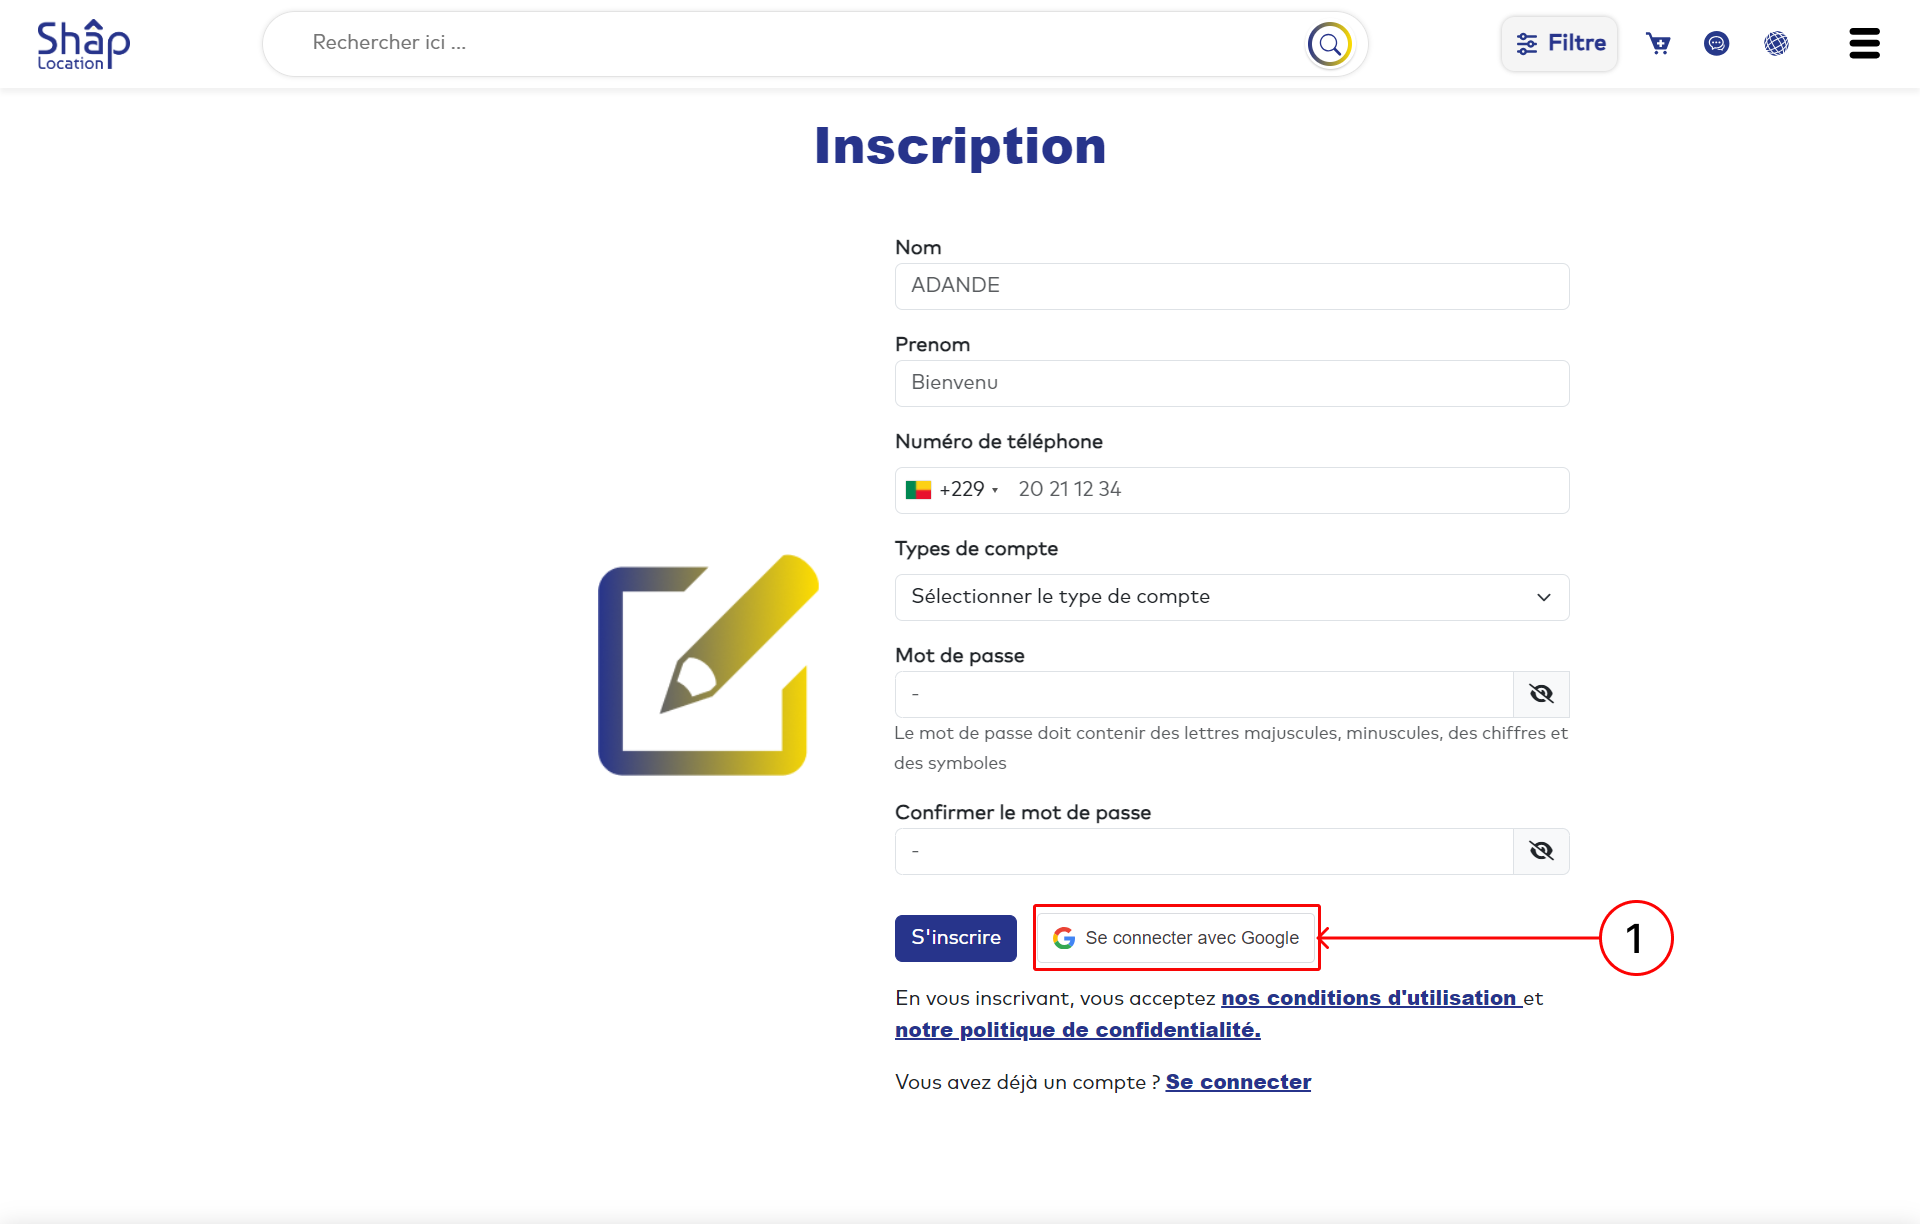 Shâp
Location
Rechercher ici ...
Filtre
Inscription
Nom
ADANDE
Prenom
Bienvenu
Numéro de téléphone
+229 20 21 12 34
Types de compte
Sélectionner le type de compte
Mot de passe
-
Le mot de passe doit contenir des lettres majuscules, minuscules, des chiffres et
des symboles
Confirmer le mot de passe
-
S'inscrire Se connecter avec Google 1
En vous inscrivant, vous acceptez nos conditions d'utilisation et
notre politique de confidentialité.
Vous avez déjà un compte ? Se connecter